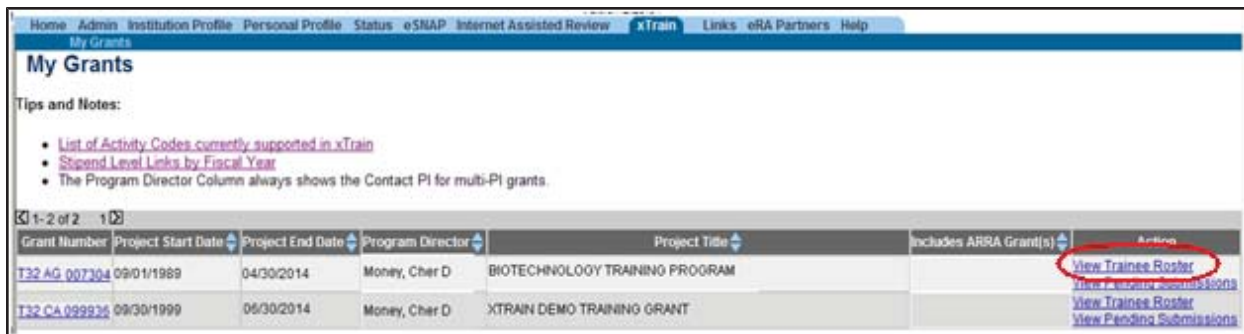 Home Admin Institution Profile Personal Profile Status eSNAP Internet Assisted Review xTrain Links eRA Partners Help
My Grants
My Grants
Tips and Notes:
• List of Activity Codes currently supported in xTrain
• Stipend Level Links by Fiscal Year
• The Program Director Column always shows the Contact PI for multi-PI grants.
1-2 of 2 1
Grant Number Project Start Date Project End Date Program Director Project Title Includes ARRA Grant(s) Action
T32 AG 007304 09/01/1989 04/30/2014 Money, Cher D BIOTECHNOLOGY TRAINING PROGRAM View Trainee Roster
View Pending Submissions
T32 CA 099936 09/30/1999 06/30/2014 Money, Cher D XTRAIN DEMO TRAINING GRANT View Trainee Roster
View Pending Submissions